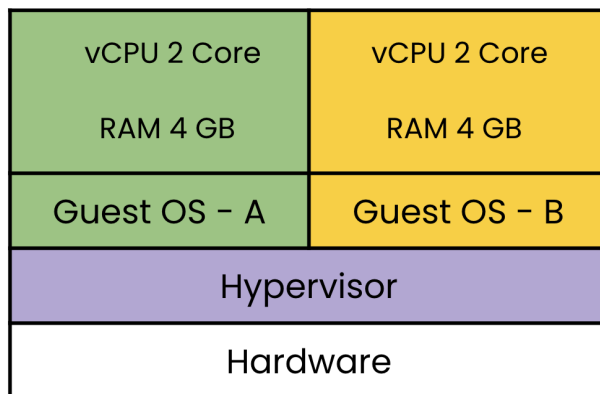 vCPU 2 Core
RAM 4 GB
Guest OS - A
vCPU 2 Core
RAM 4 GB
Guest OS - B
Hypervisor
Hardware